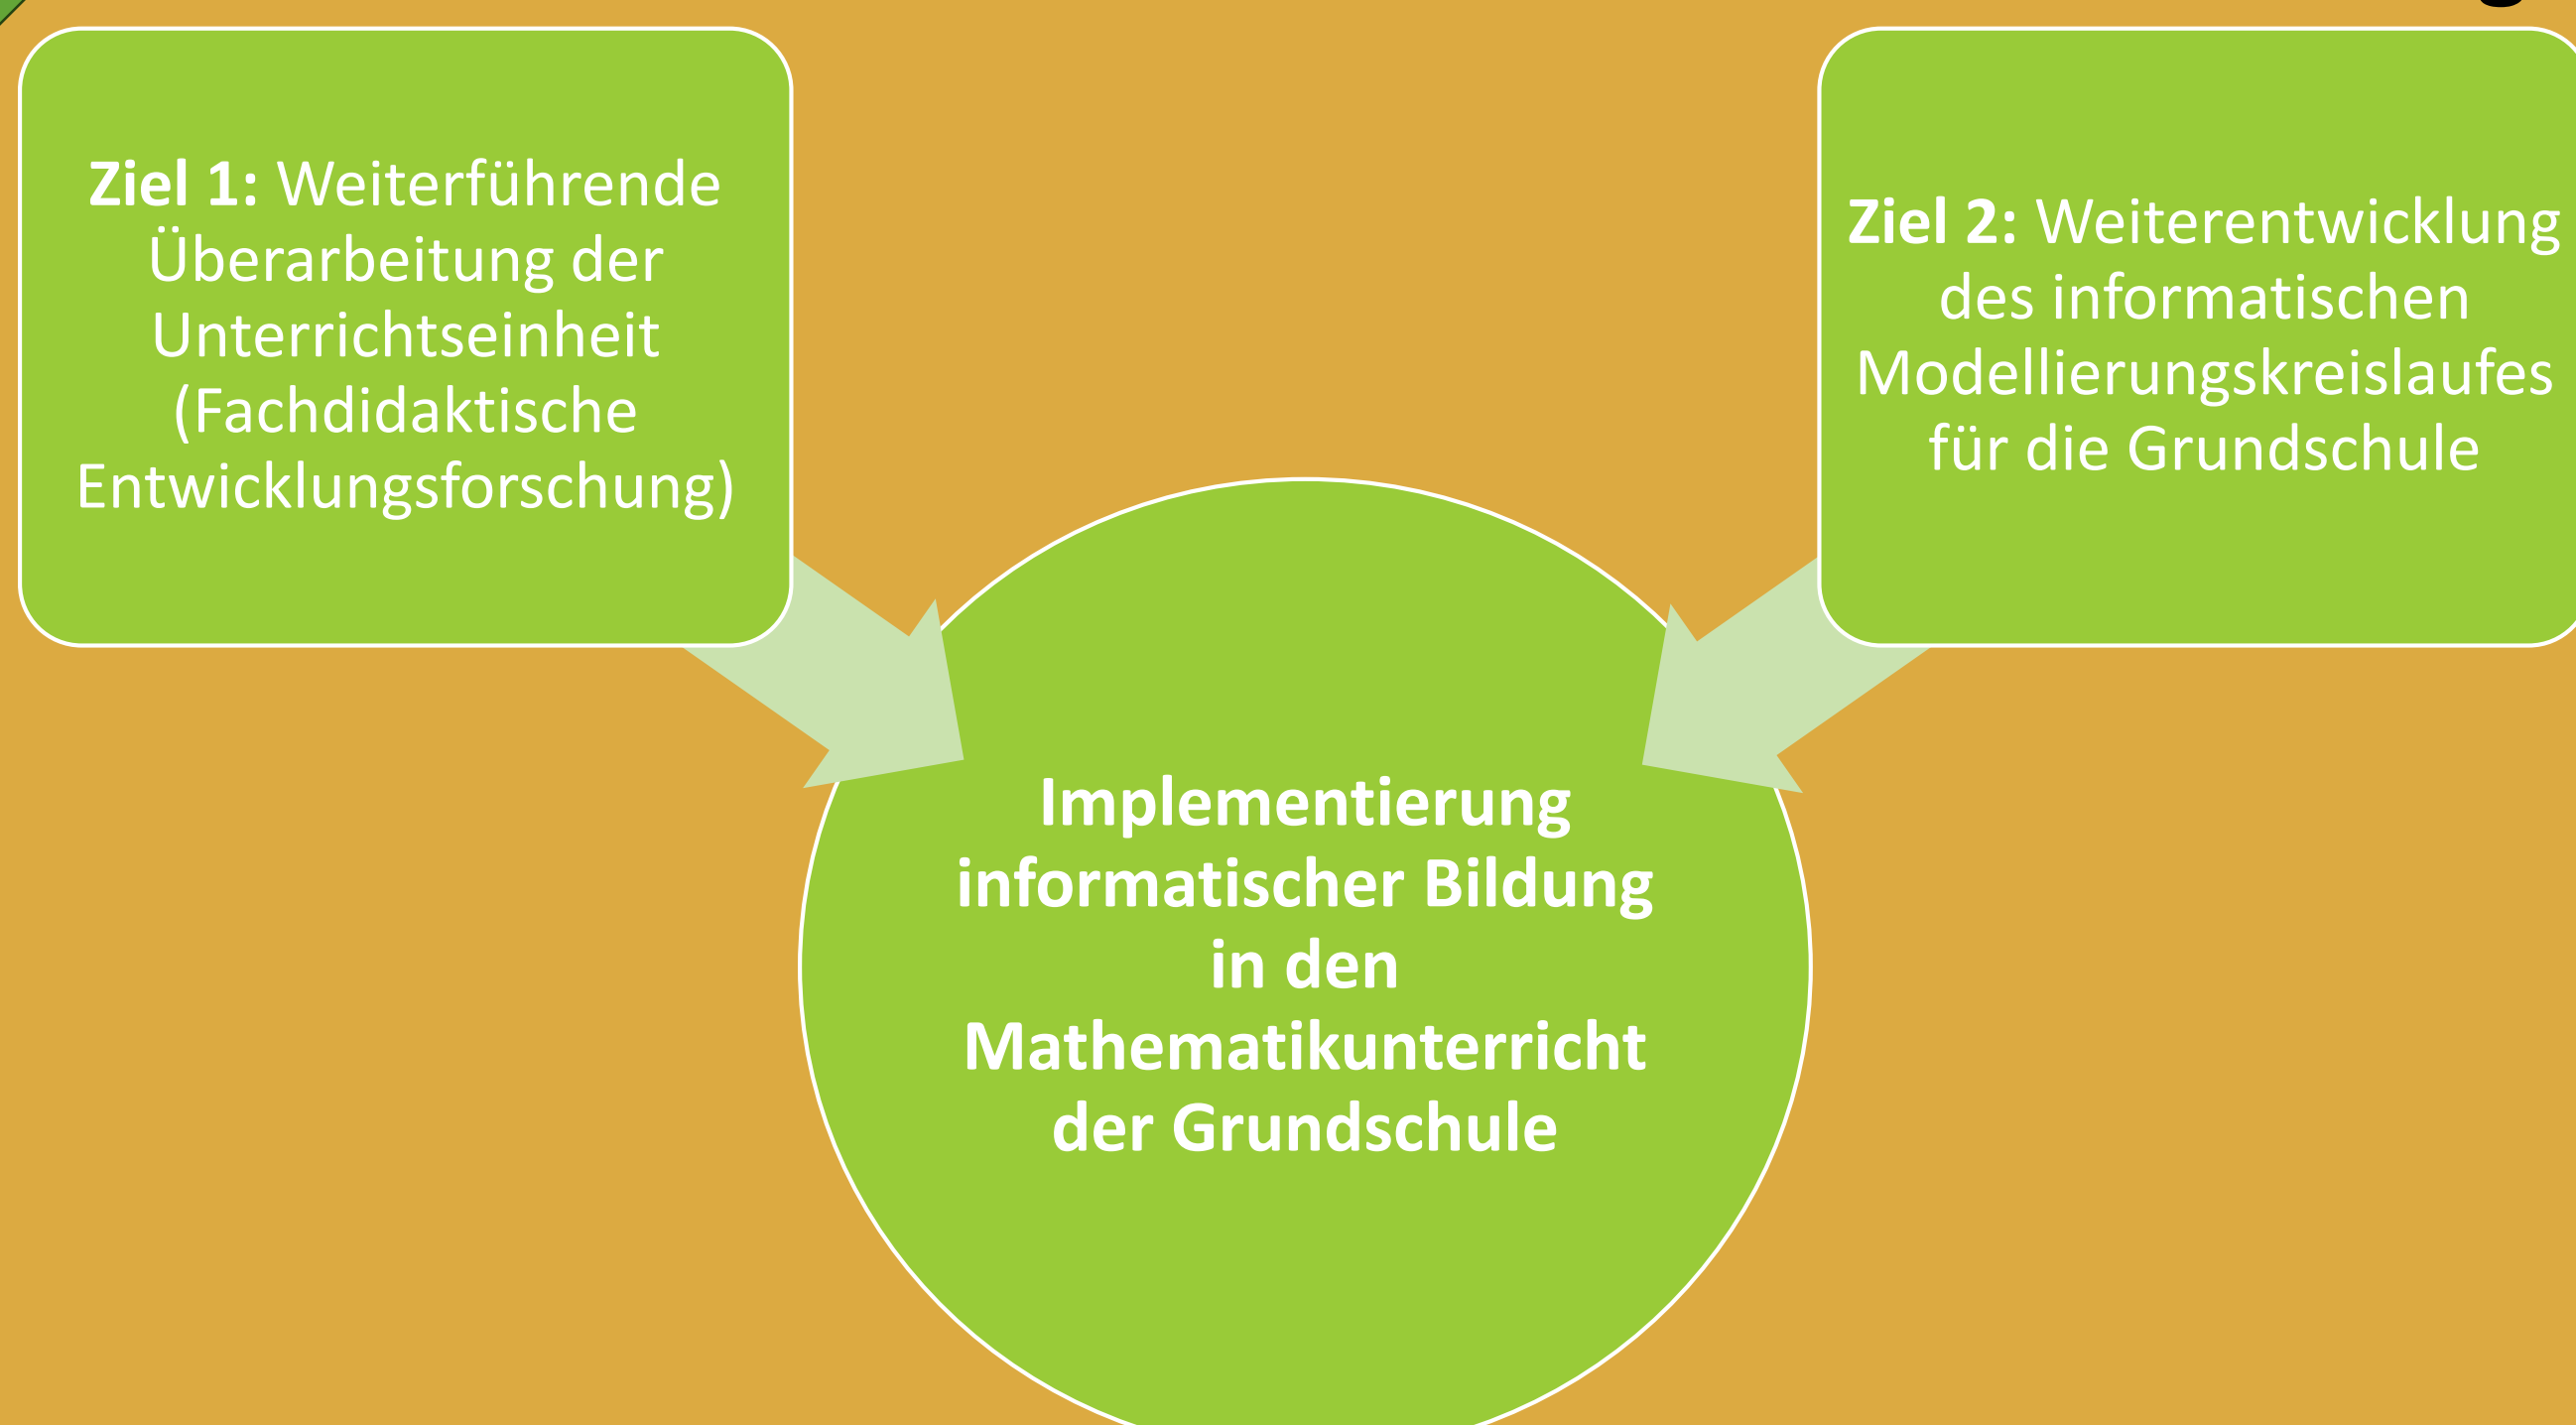 Ziel 1: Weiterführende
Überarbeitung der
Unterrichtseinheit
(Fachdidaktische
Entwicklungsforschung)
Ziel 2: Weiterentwicklung
des informatischen
Modellierungskreislaufes
für die Grundschule
Implementierung
informatischer Bildung
in den
Mathematikunterricht
der Grundschule